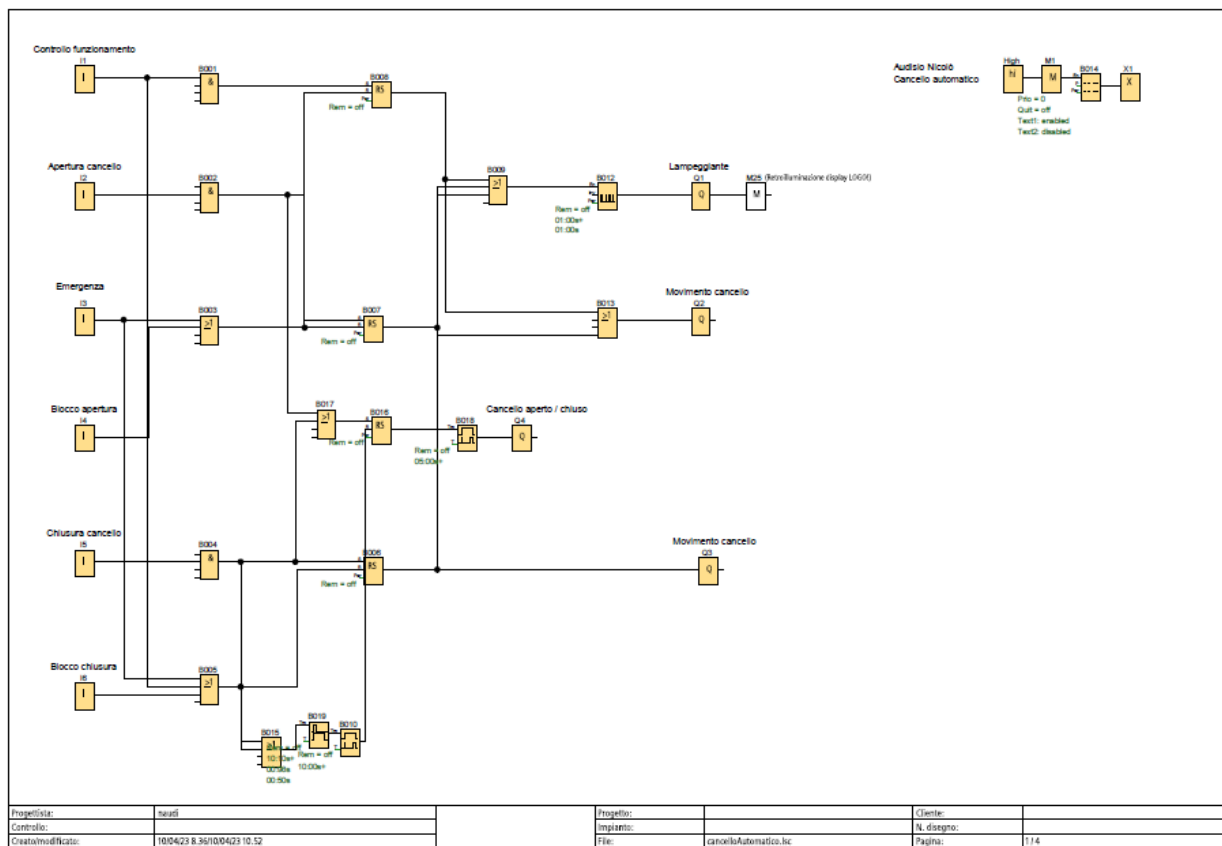 Controllo funzionamento
I1
I
B001
&
B008
RS
Rem = off
Audisio Nicolò
Cancello automatico
High
hi
M1
M
B014
X1
X
Prio = 0
Quit = off
Text1: enabled
Text2: disabled
Apertura cancello
I2
I
B002
&
B009
>1
B012
Rem = off
01:00s+
01:00s
Lampeggiante
Q1
Q
M25 (Retroilluminazione display LOGO!)
M
Emergenza
I3
I
B003
>1
B007
RS
Rem = off
B013
>1
Movimento cancello
Q2
Q
Blocco apertura
I4
I
B017
>1
B016
RS
Rem = off
B018
Rem = off
05:00s+
Cancello aperto / chiuso
Q4
Q
Chiusura cancello
I5
I
B004
&
B006
RS
Rem = off
Movimento cancello
Q3
Q
Blocco chiusura
I6
I
B005
>1
B015
>1
B019
B010
Rem = off
10:10s+
00:50s
Rem = off
10:00s+
Progettista:
naudi
Progetto:
Cliente:
Controllo:
Impianto:
N. disegno:
Creato/modificato:
10/04/23 8.36/10/04/23 10.52
File:
cancelloAutomatico.lsc
Pagina:
1 / 4